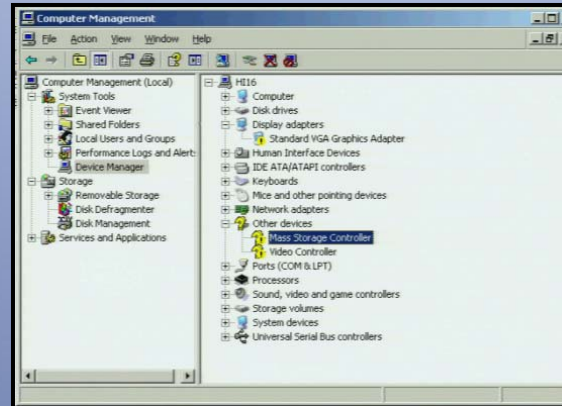 Computer Management
File Action View Window Help
Computer Management (Local)
System Tools
Event Viewer
Shared Folders
Local Users and Groups
Performance Logs and Alerts
Device Manager
Storage
Removable Storage
Disk Defragmenter
Disk Management
Services and Applications
HI16
Computer
Disk drives
Display adapters
Standard VGA Graphics Adapter
Human Interface Devices
IDE ATA/ATAPI controllers
Keyboards
Mice and other pointing devices
Network adapters
Other devices
Mass Storage Controller
Video Controller
Ports (COM & LPT)
Processors
Sound, video and game controllers
Storage volumes
System devices
Universal Serial Bus controllers